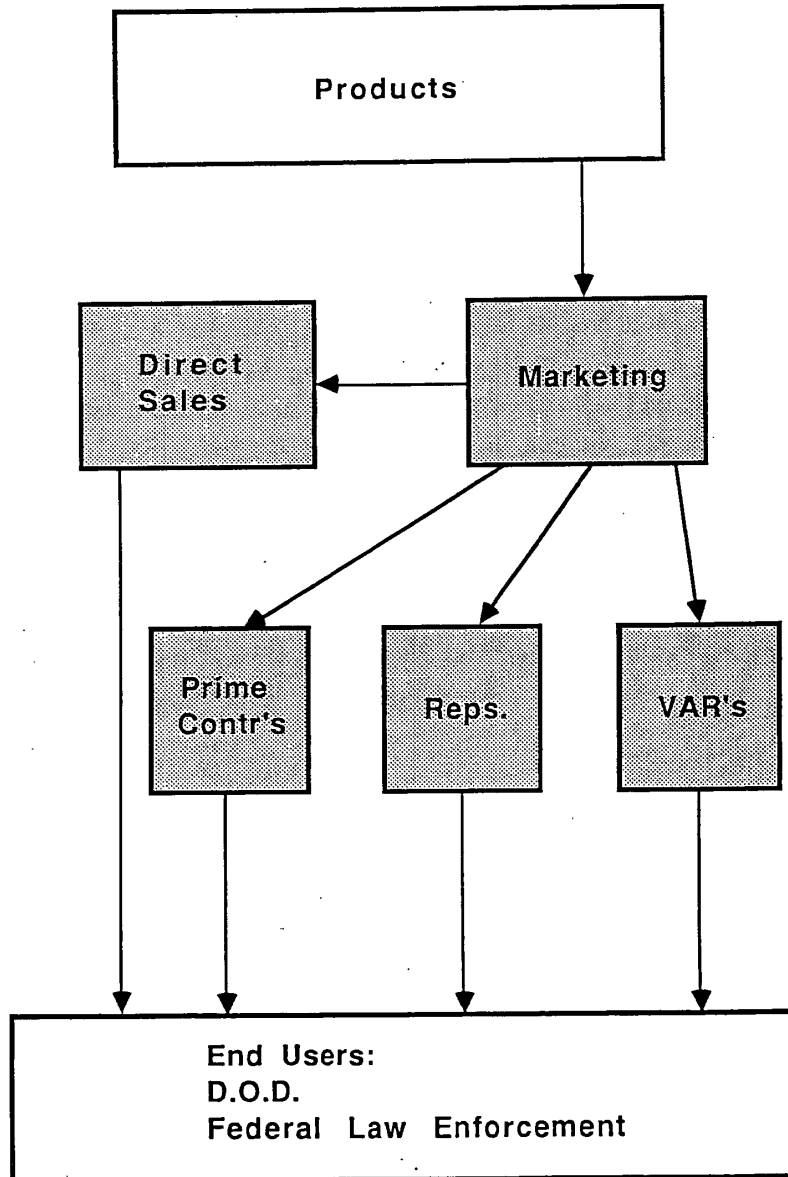 Products
Direct
Sales
Marketing
Prime
Contr's
Reps.
VAR's
End Users:
D.O.D.
Federal Law Enforcement